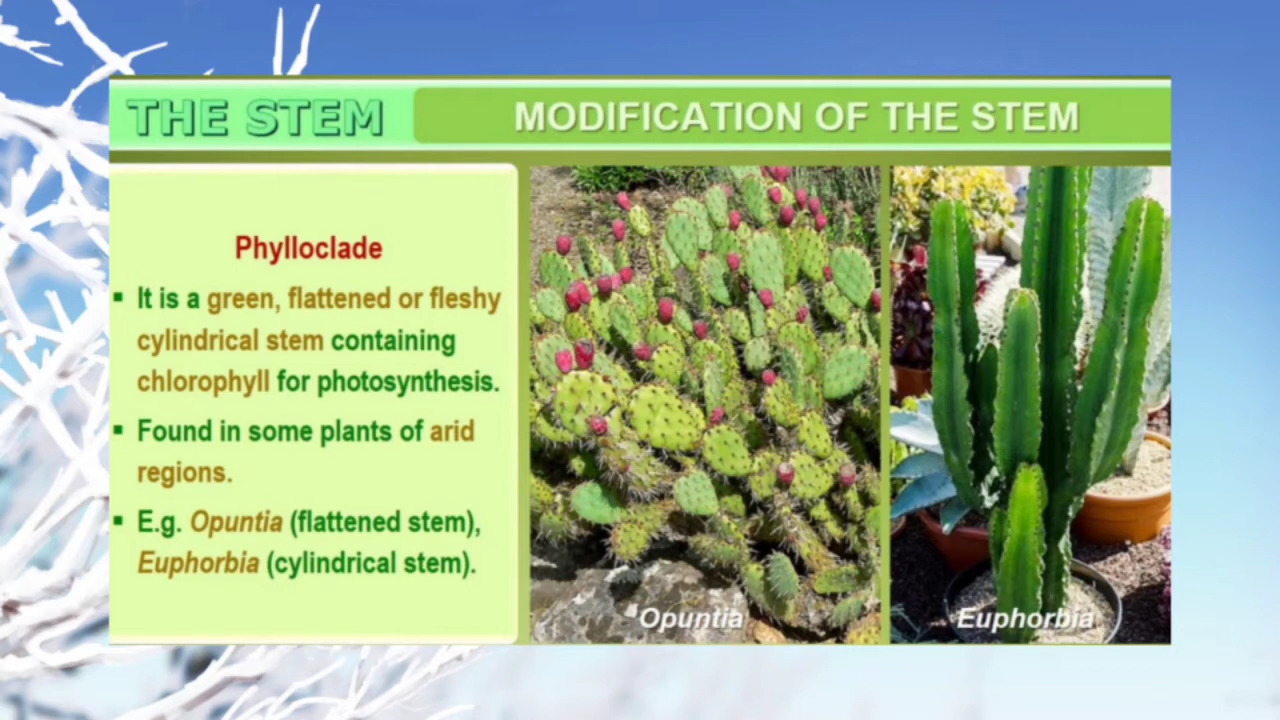 THE STEM
MODIFICATION OF THE STEM
Phylloclade
▪ It is a green, flattened or fleshy
cylindrical stem containing
chlorophyll for photosynthesis.
▪ Found in some plants of arid
regions.
▪ E.g. Opuntia (flattened stem),
Euphorbia (cylindrical stem).
Opuntia
Euphorbia